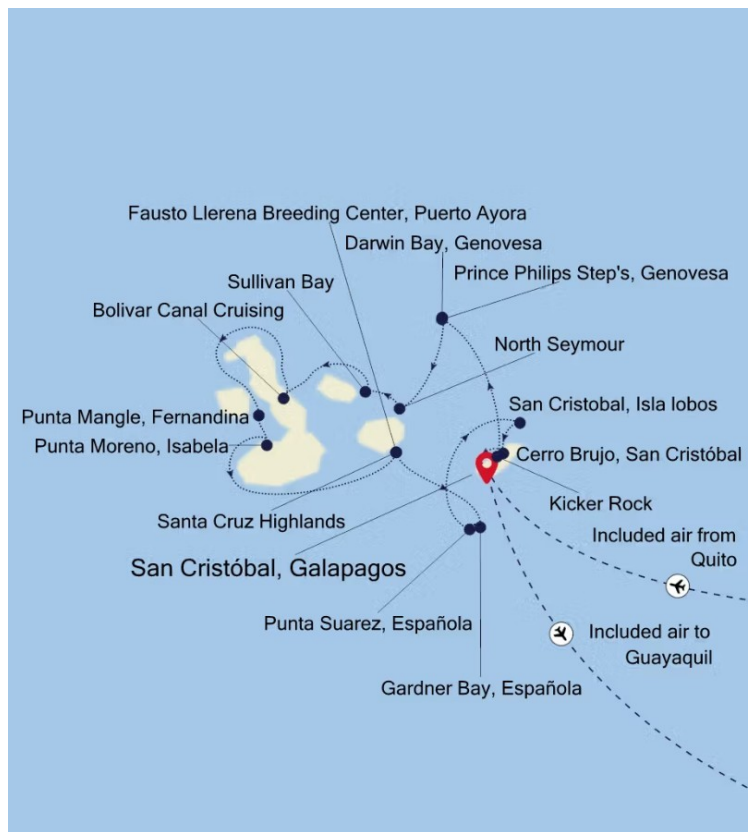 Fausto Llerena Breeding Center, Puerto Ayora
Darwin Bay, Genovesa
Prince Philips Step's, Genovesa
Sullivan Bay
Bolivar Canal Cruising
North Seymour
San Cristobal, Isla lobos
Punta Mangle, Fernandina
Punta Moreno, Isabela
Cerro Brujo, San Cristóbal
Kicker Rock
Santa Cruz Highlands
Included air from
Quito
San Cristóbal, Galapagos
Punta Suarez, Española
Included air to
Guayaquil
Gardner Bay, Española